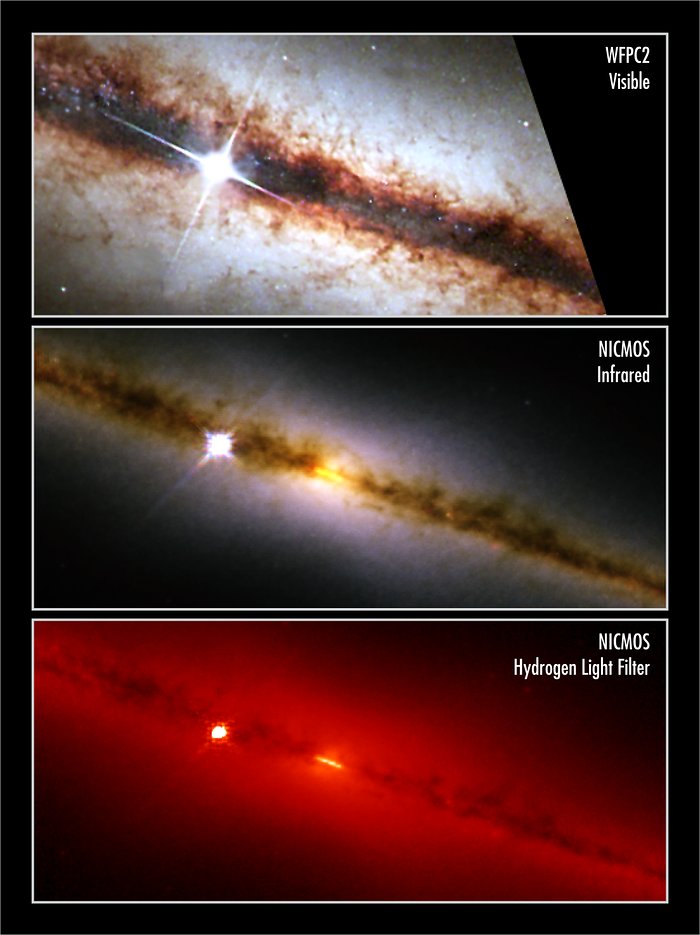 WFPC2
Visible
NICMOS
Infrared
NICMOS
Hydrogen Light Filter